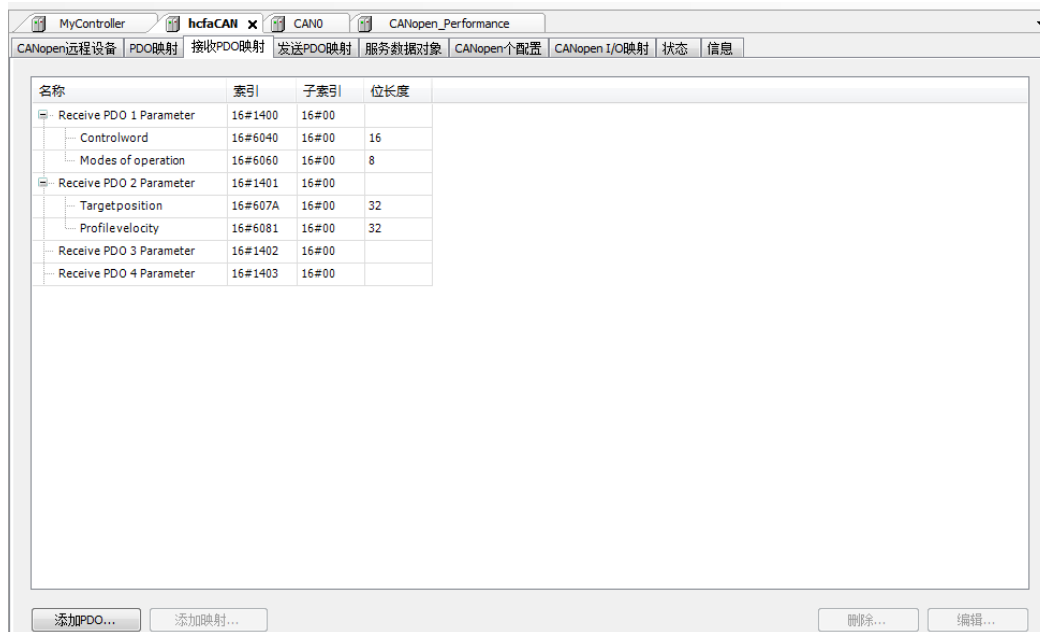 MyController hcfaCAN x CAN0 CANopen_Performance
CANopen远程设备 PDO映射 接收PDO映射 发送PDO映射 服务数据对象 CANopen个配置 CANopen I/O映射 状态 信息
名称 索引 子索引 位长度
Receive PDO 1 Parameter 16#1400 16#00
Controlword 16#6040 16#00 16
Modes of operation 16#6060 16#00 8
Receive PDO 2 Parameter 16#1401 16#00
Targetposition 16#607A 16#00 32
Profilevelocity 16#6081 16#00 32
Receive PDO 3 Parameter 16#1402 16#00
Receive PDO 4 Parameter 16#1403 16#00
添加PDO... 添加映射... 删除... 编辑...